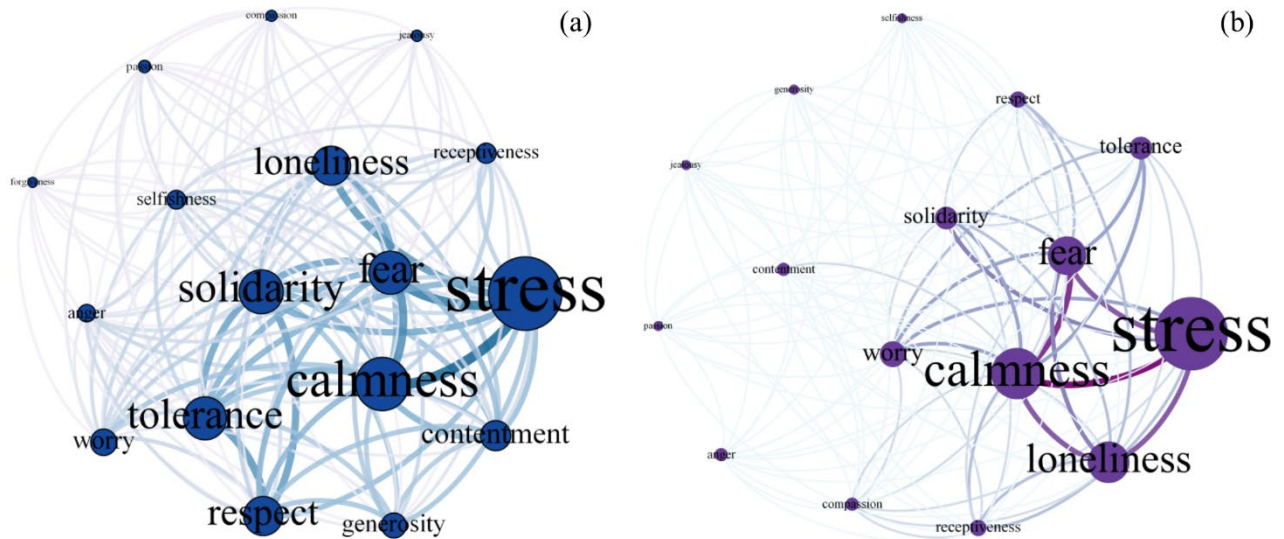 (a)
compassion
jealousy
passion
loneliness
receptiveness
forgiveness
selfishness
fear
solidarity
stress
anger
calmness
tolerance
worry
contentment
respect
generosity
(b)
selfishness
generosity
respect
tolerance
jealousy
solidarity
fear
contentment
passion
stress
worry
calmness
anger
loneliness
compassion
receptiveness